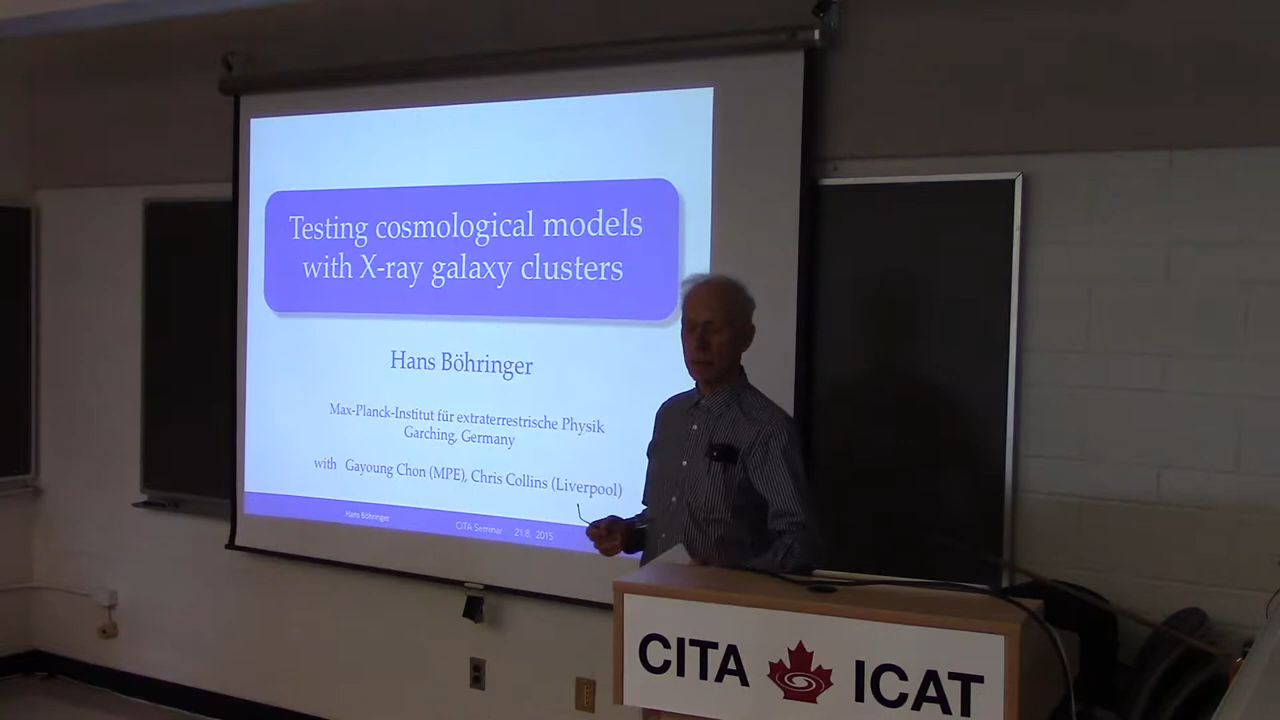 Testing cosmological models
with X-ray galaxy clusters
Hans Böhringer
Max-Planck-Institut für extraterrestrische Physik
Garching, Germany
with Gayoung Chon (MPE), Chris Collins (Liverpool)
Hans Böhringer CITA Seminar 21.8. 2015
CITA ICAT